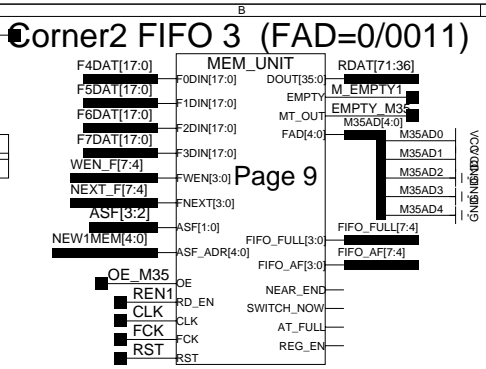 B
Corner2 FIFO 3 (FAD=0/0011)
MEM_UNIT
F4DAT[17:0]
F0DIN[17:0]
DOUT[35:0]
RDAT[71:36]
F5DAT[17:0]
F1DIN[17:0]
EMPTY
M_EMPTY1
F6DAT[17:0]
F2DIN[17:0]
MT_OUT
EMPTY_M35
F7DAT[17:0]
F3DIN[17:0]
FAD[4:0]
M35AD[4:0]
M35AD0
M35AD1
M35AD2
M35AD3
M35AD4
WEN_F[7:4]
FWEN[3:0]
Page 9
NEXT_F[7:4]
FNEXT[3:0]
ASF[3:2]
ASF[1:0]
FIFO_FULL[3:0]
FIFO_FULL[7:4]
NEW1MEM[4:0]
ASF_ADR[4:0]
FIFO_AF[3:0]
FIFO_AF[7:4]
OE_M35
OE
NEAR_END
REN1
RD_EN
SWITCH_NOW
CLK
CLK
AT_FULL
FCK
FCK
REG_EN
RST
RST